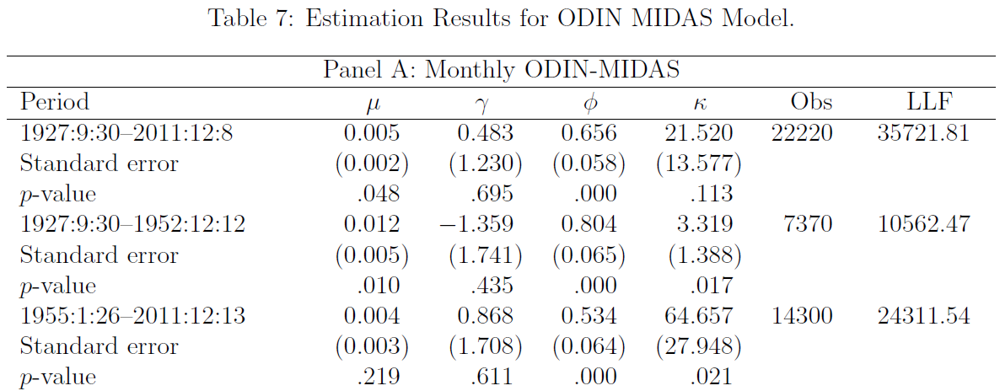 Table 7: Estimation Results for ODIN MIDAS Model.
Panel A: Monthly ODIN-MIDAS
Period μ γ ϕ κ Obs LLF
1927:9:30–2011:12:8 0.005 0.483 0.656 21.520 22220 35721.81
Standard error (0.002) (1.230) (0.058) (13.577)
p-value .048 .695 .000 .113
1927:9:30–1952:12:12 0.012 −1.359 0.804 3.319 7370 10562.47
Standard error (0.005) (1.741) (0.065) (1.388)
p-value .010 .435 .000 .017
1955:1:26–2011:12:13 0.004 0.868 0.534 64.657 14300 24311.54
Standard error (0.003) (1.708) (0.064) (27.948)
p-value .219 .611 .000 .021